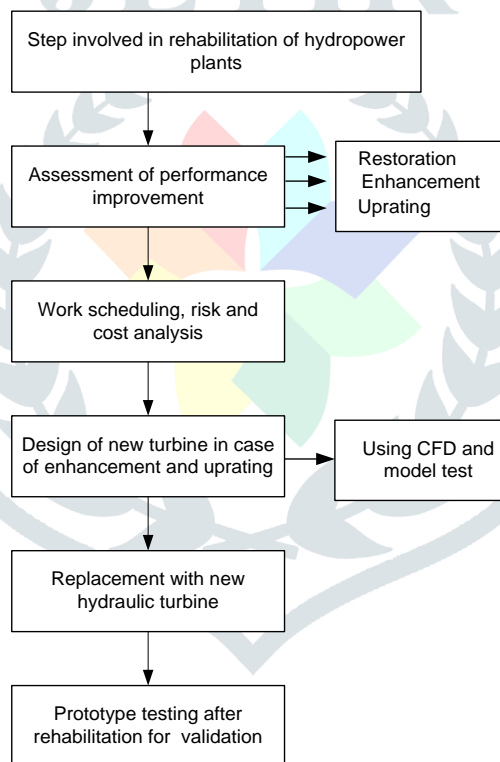 Step involved in rehabilitation of hydropower
plants
Assessment of performance
improvement
Restoration
Enhancement
Uprating
Work scheduling, risk and
cost analysis
Design of new turbine in case
of enhancement and uprating
Using CFD and
model test
Replacement with new
hydraulic turbine
Prototype testing after
rehabilitation for validation